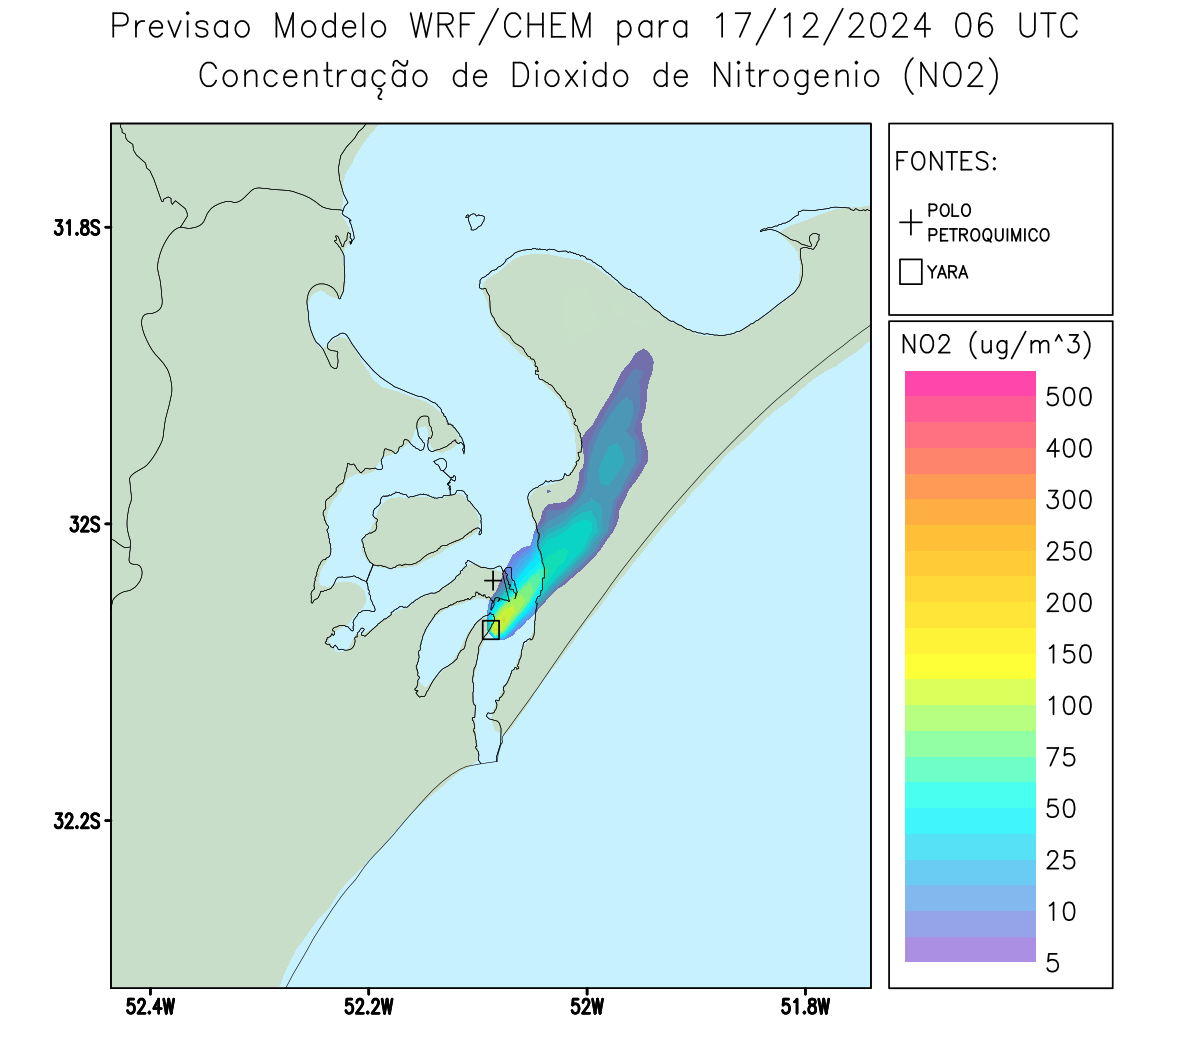 Previsao Modelo WRF/CHEM para 17/12/2024 06 UTC
Concentração de Dioxido de Nitrogenio (NO2)
FONTES:
POLO
PETROQUIMICO
YARA
NO2 (ug/m^3)
500
400
300
250
200
150
100
75
50
25
10
5
31.8S
32S
32.2S
52.4W
52.2W
52W
51.8W